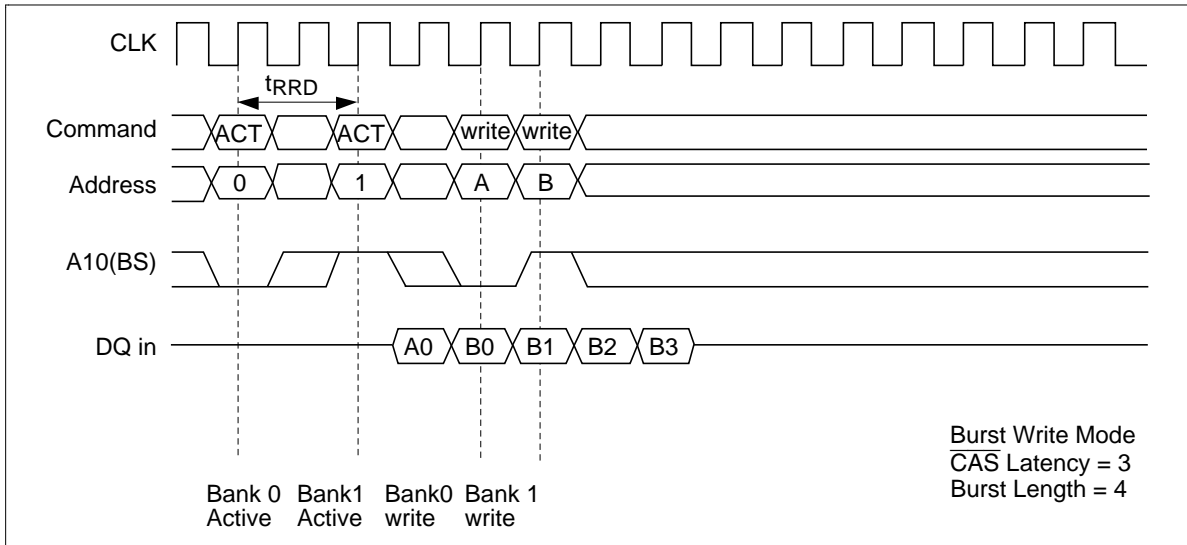 CLK
tRRD
Command ACT ACT write write
Address 0 1 A B
A10(BS)
DQ in A0 B0 B1 B2 B3
Burst Write Mode
CAS Latency = 3
Burst Length = 4
Bank 0 Bank1 Bank0 Bank 1
Active Active write write